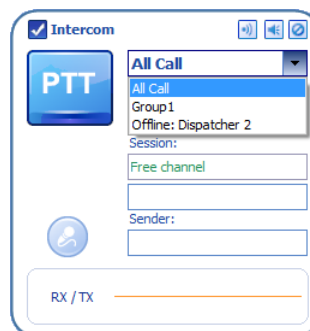 Intercom
PTT
All Call
All Call
Group1
Offline: Dispatcher 2
Session:
Free channel
Sender:
RX / TX